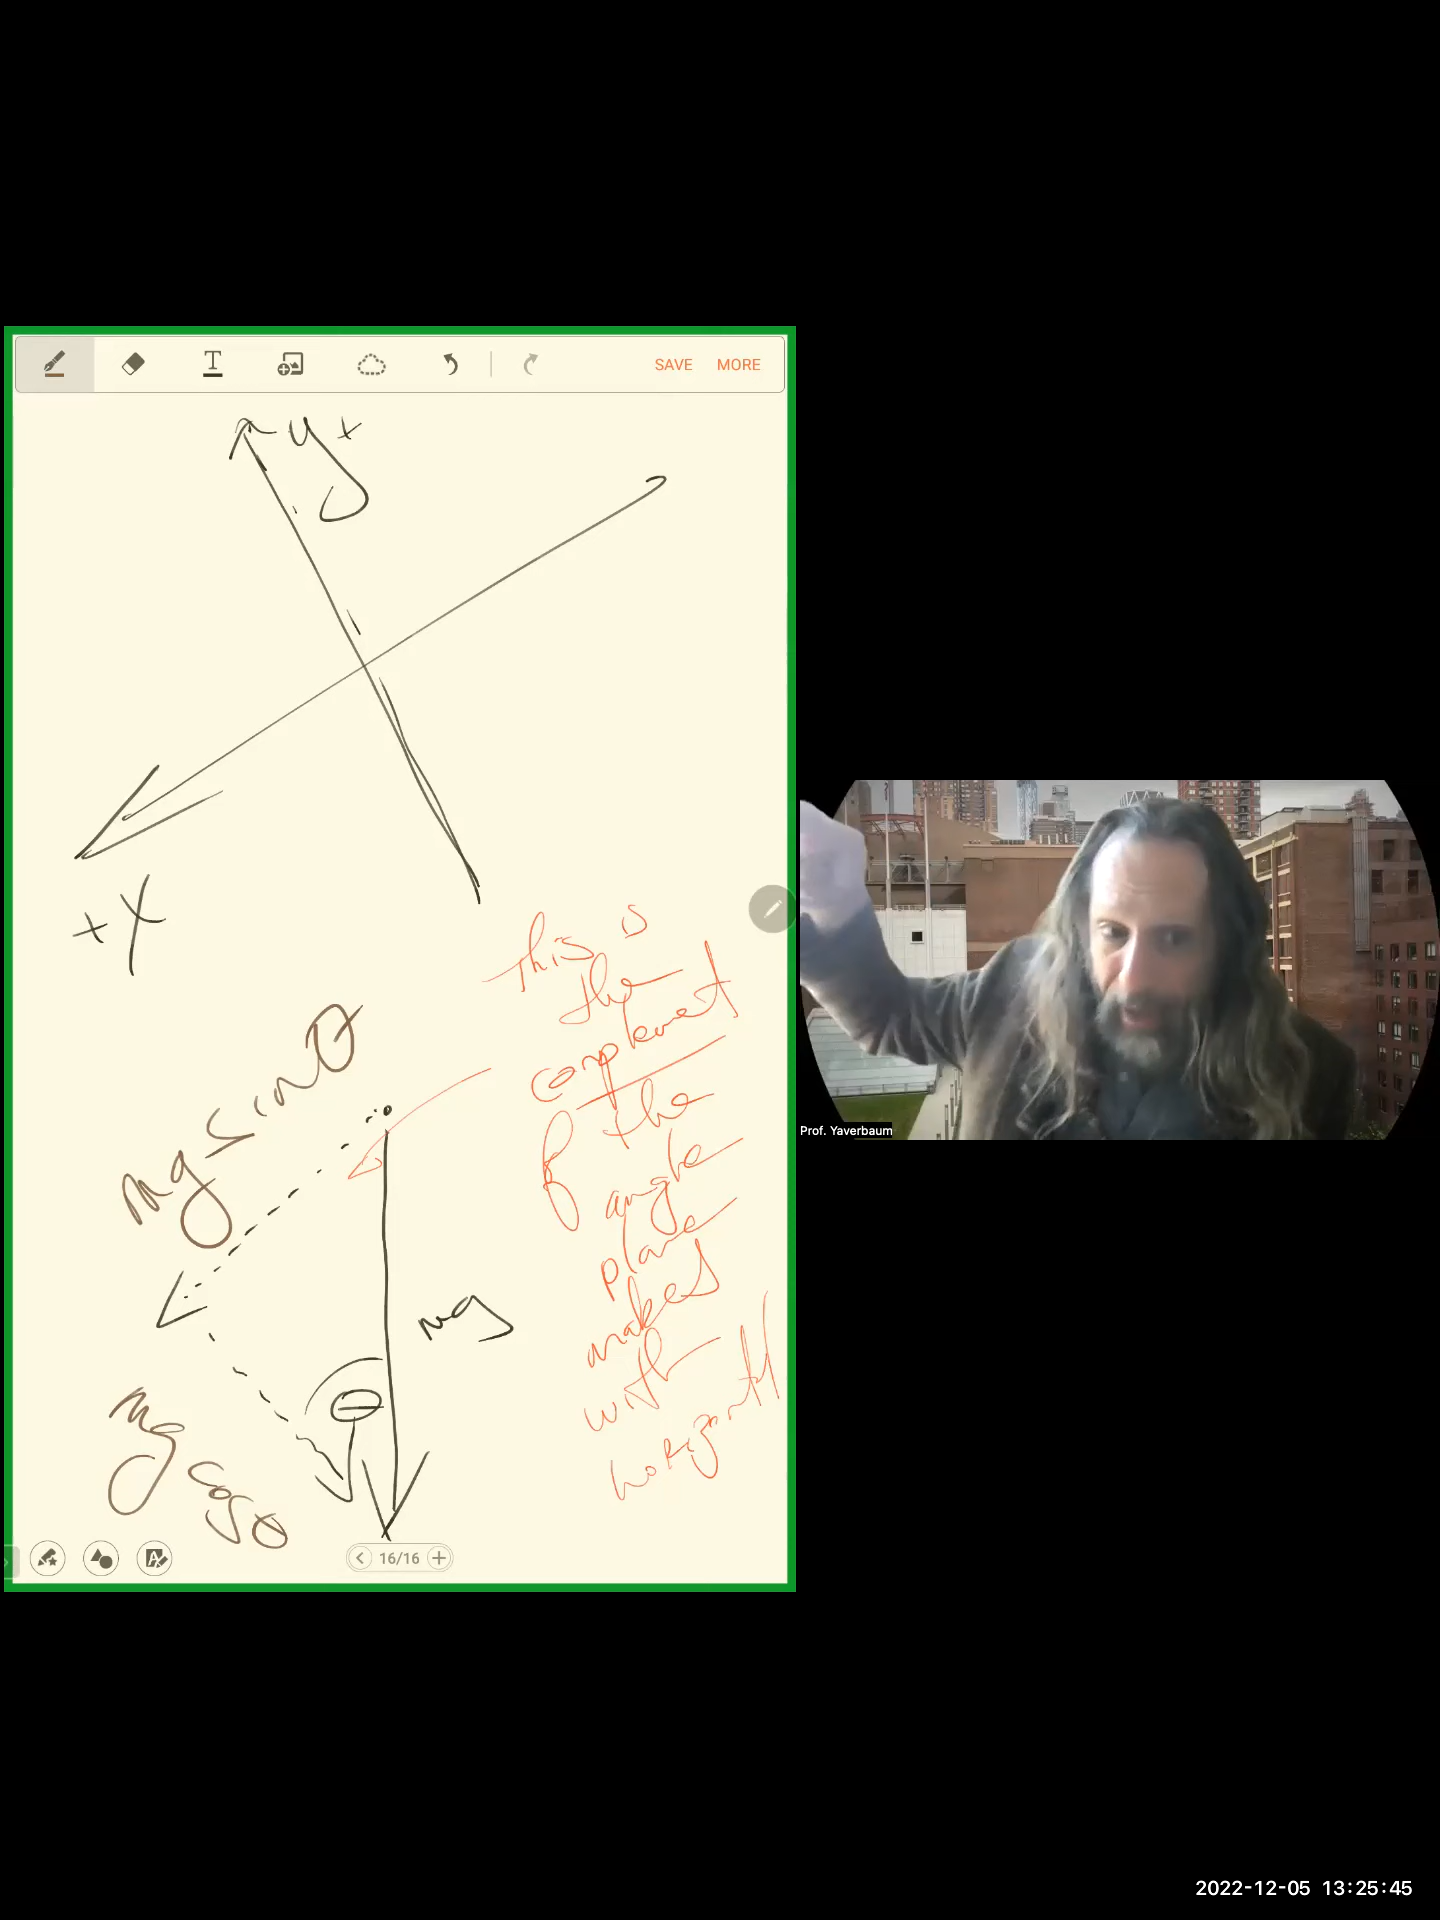 T
SAVE
MORE
y+
+X
This is
the
complement
of the
angle
plane
makes
with
horizontal
mg sinθ
mg
θ
mg
cosθ
16/16
Prof. Yaverbaum
2022-12-05 13:25:45